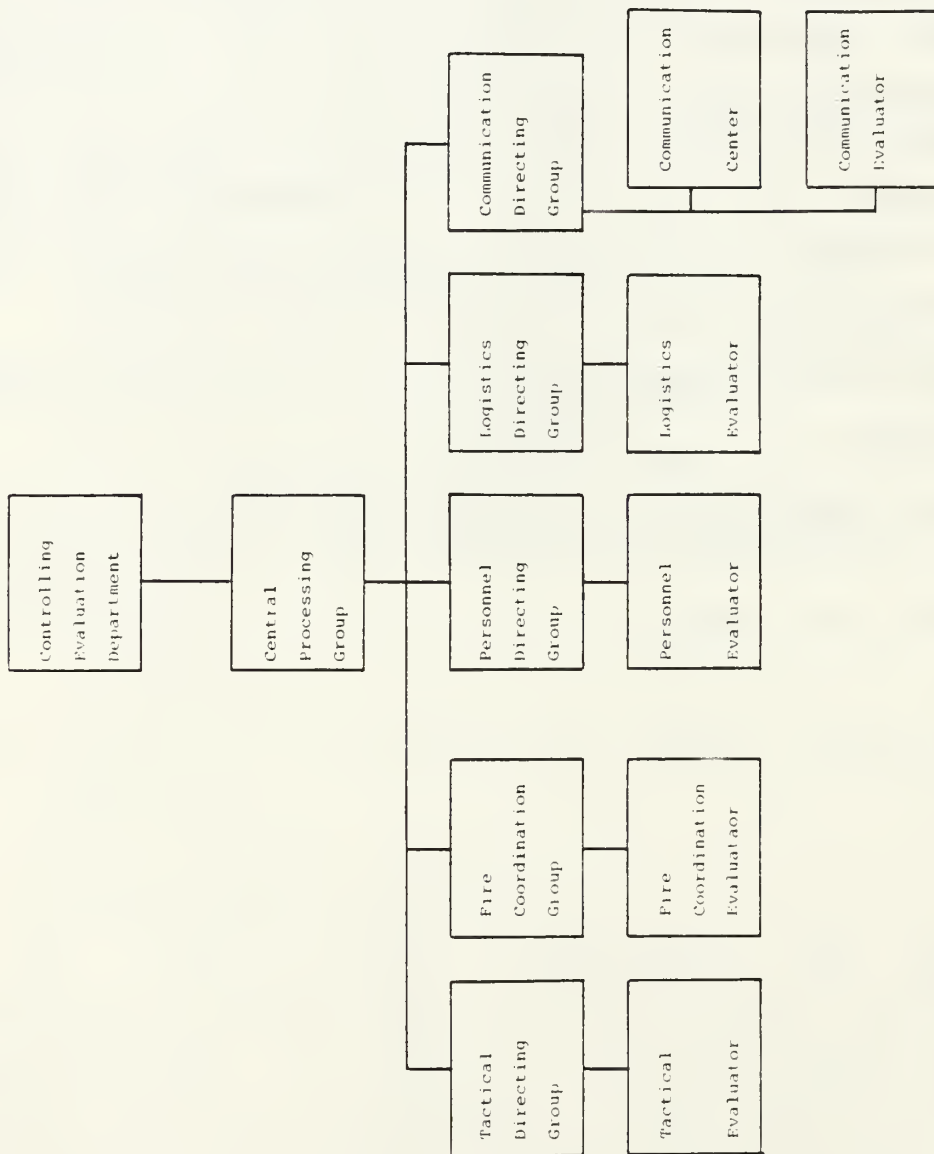 Controlling
Evaluation
Department
Central
Processing
Group
Tactical
Directing
Group
Fire
Coordination
Group
Personnel
Directing
Group
Logistics
Directing
Group
Communication
Directing
Group
Tactical
Evaluator
Fire
Coordination
Evaluataor
Personnel
Evaluator
Logistics
Evaluator
Communication
Center
Communication
Evaluator